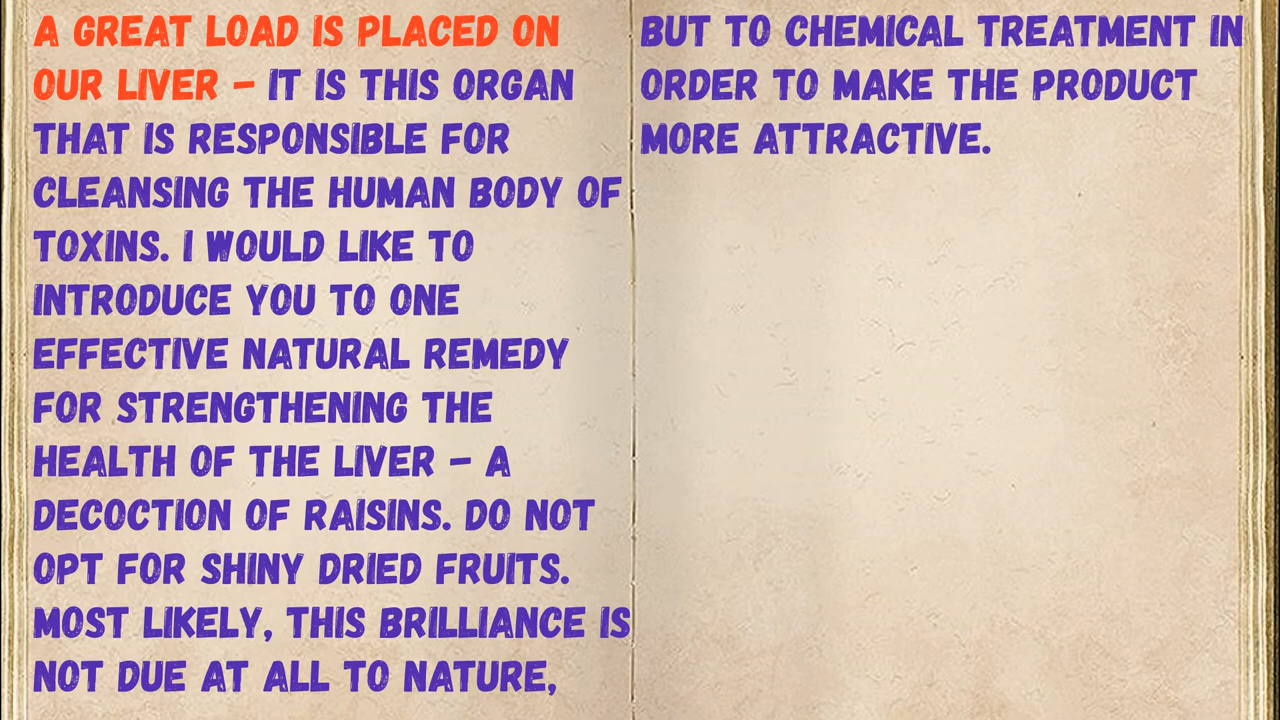 A GREAT LOAD IS PLACED ON
OUR LIVER – IT IS THIS ORGAN
THAT IS RESPONSIBLE FOR
CLEANSING THE HUMAN BODY OF
TOXINS. I WOULD LIKE TO
INTRODUCE YOU TO ONE
EFFECTIVE NATURAL REMEDY
FOR STRENGTHENING THE
HEALTH OF THE LIVER – A
DECOCTION OF RAISINS. DO NOT
OPT FOR SHINY DRIED FRUITS.
MOST LIKELY, THIS BRILLIANCE IS
NOT DUE AT ALL TO NATURE,
BUT TO CHEMICAL TREATMENT IN
ORDER TO MAKE THE PRODUCT
MORE ATTRACTIVE.